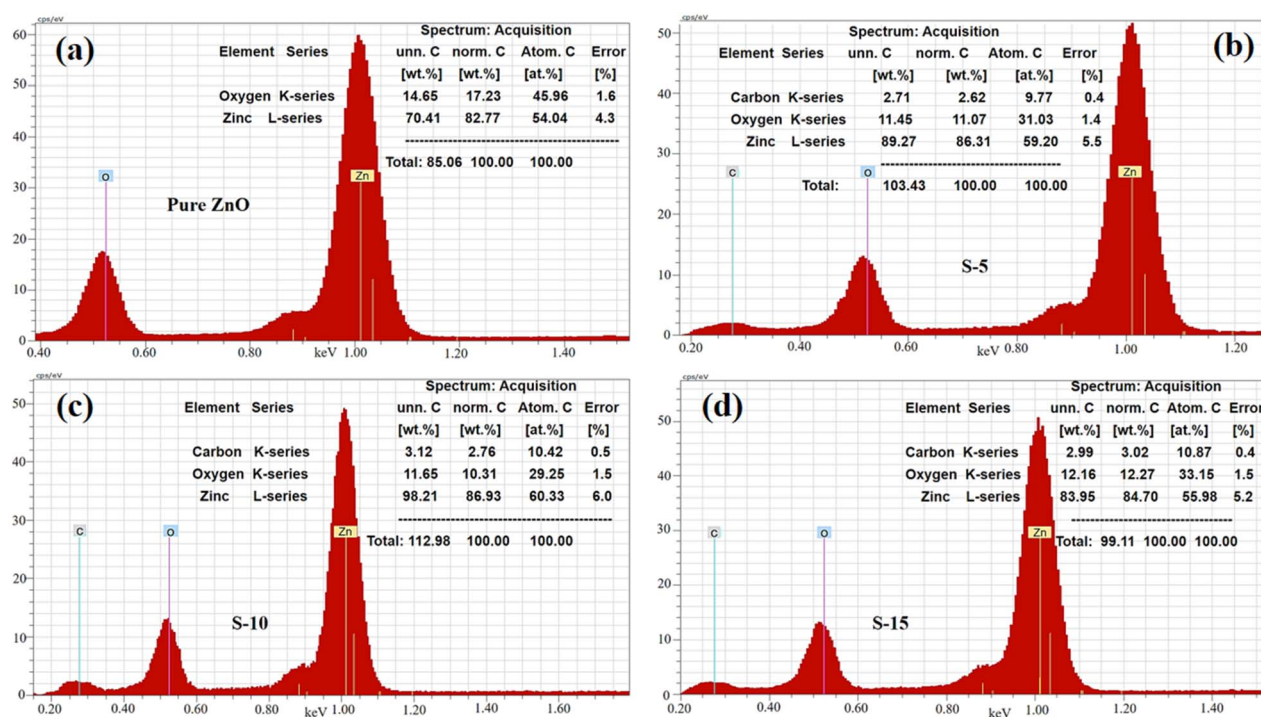 cps/eV
(a)
Spectrum: Acquisition
Element Series unn. C norm. C Atom. C Error
[wt.%] [wt.%] [at.%] [%]
Oxygen K-series 14.65 17.23 45.96 1.6
Zinc L-series 70.41 82.77 54.04 4.3
Total: 85.06 100.00 100.00
60
50
40
30
20
10
0
O
Zn
Pure ZnO
0.40 0.60 0.80 1.00 1.20 1.40
keV
cps/eV
(b)
Spectrum: Acquisition
Element Series unn. C norm. C Atom. C Error
[wt.%] [wt.%] [at.%] [%]
Carbon K-series 2.71 2.62 9.77 0.4
Oxygen K-series 11.45 11.07 31.03 1.4
Zinc L-series 89.27 86.31 59.20 5.5
Total: 103.43 100.00 100.00
50
40
30
20
10
0
C
O
Zn
S-5
0.20 0.40 0.60 0.80 1.00 1.20
keV
cps/eV
(c)
Spectrum: Acquisition
Element Series unn. C norm. C Atom. C Error
[wt.%] [wt.%] [at.%] [%]
Carbon K-series 3.12 2.76 10.42 0.5
Oxygen K-series 11.65 10.31 29.25 1.5
Zinc L-series 98.21 86.93 60.33 6.0
Total: 112.98 100.00 100.00
50
40
30
20
10
0
C
O
Zn
S-10
0.20 0.40 0.60 0.80 1.00 1.20 1.40 1.60
keV
cps/eV
(d)
Spectrum: Acquisition
Element Series unn. C norm. C Atom. C Error
[wt.%] [wt.%] [at.%] [%]
Carbon K-series 2.99 3.02 10.87 0.4
Oxygen K-series 12.16 12.27 33.15 1.5
Zinc L-series 83.95 84.70 55.98 5.2
Total: 99.11 100.00 100.00
50
40
30
20
10
0
C
O
Zn
S-15
0.20 0.40 0.60 0.80 1.00 1.20 1.40
keV